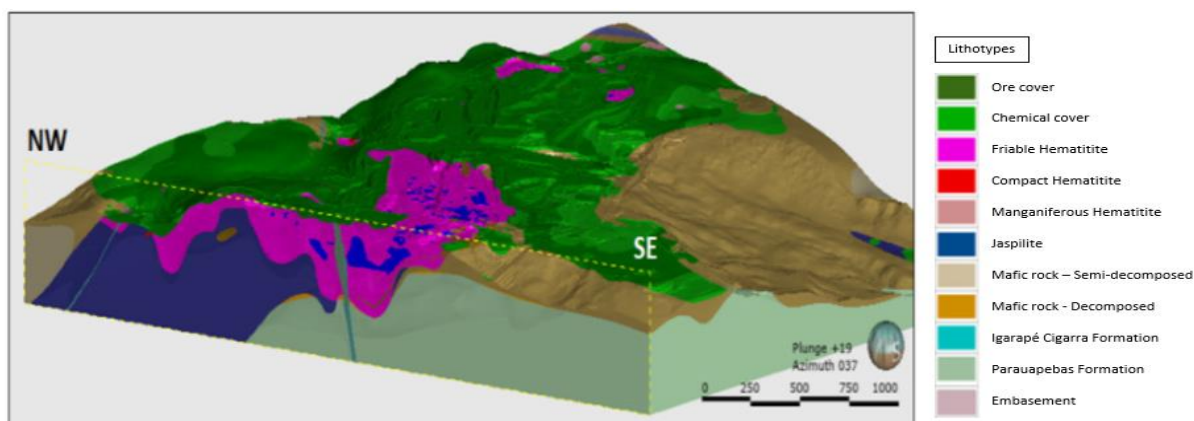 NW
SE
Plunge +19
Azimuth 037
0 250 500 750 1000
Lithotypes
Ore cover
Chemical cover
Friable Hematitite
Compact Hematitite
Manganiferous Hematitite
Jaspilite
Mafic rock – Semi-decomposed
Mafic rock - Decomposed
Igarapé Cigarra Formation
Parauapebas Formation
Embasement